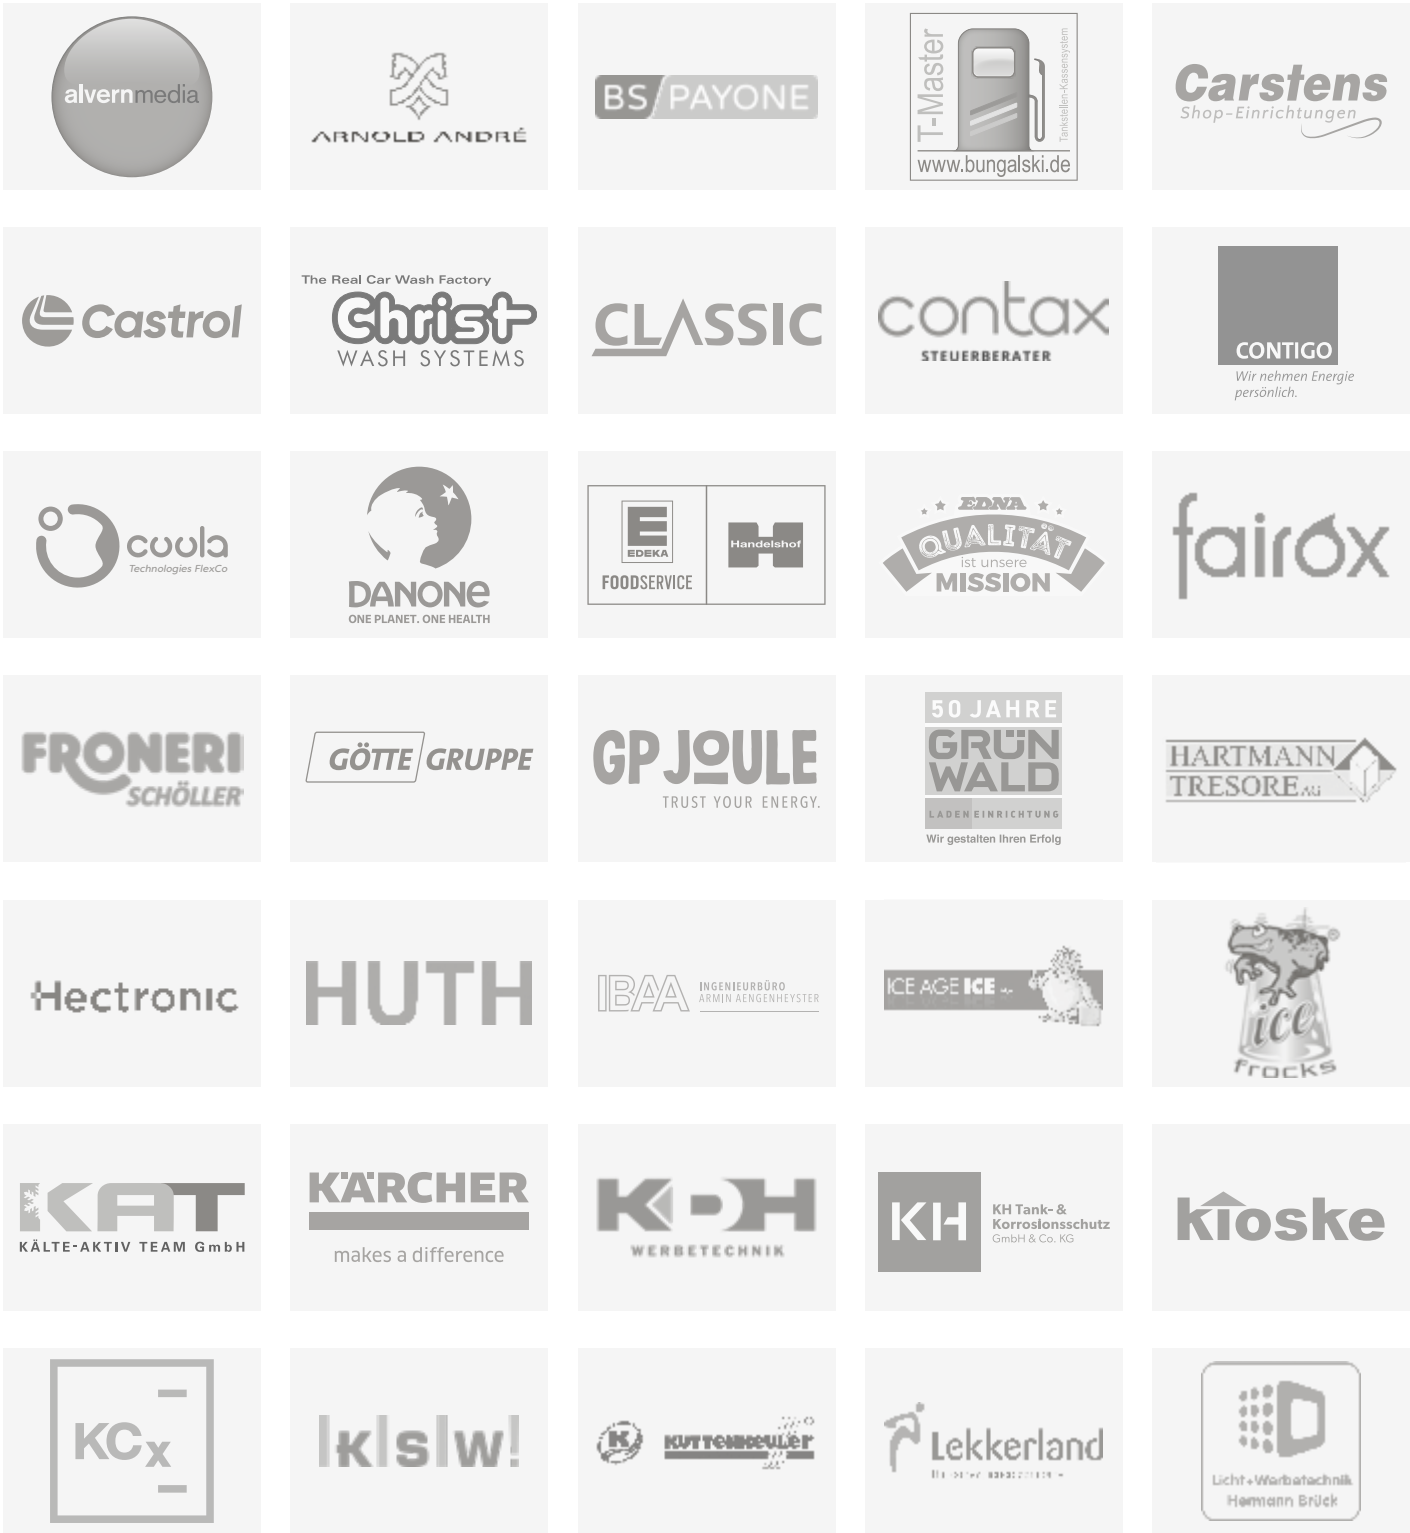 alvernmedia
ARNOLD ANDRÉ
BS PAYONE
T-Master
Tankstellen-Kassensystem
www.bungalski.de
Carstens
Shop-Einrichtungen
Castrol
The Real Car Wash Factory
Christ
WASH SYSTEMS
CLASSIC
contax
STEUERBERATER
CONTIGO
Wir nehmen Energie
persönlich.
cuula
Technologies FlexCo
DANONE
ONE PLANET. ONE HEALTH
E
EDEKA
FOODSERVICE
H
Handelshof
EDNA
QUALITÄT
ist unsere
MISSION
fairox
FRONERI
SCHÖLLER
GÖTTE GRUPPE
GP JOULE
TRUST YOUR ENERGY.
50 JAHRE
GRÜN
WALD
LADENEINRICHTUNG
Wir gestalten Ihren Erfolg
HARTMANN
TRESORE AG
Hectronic
HUTH
IBAA
INGENIEURBÜRO
ARMIN AENGENHEYSTER
ICE AGE ICE
ice
frocks
KAT
KÄLTE-AKTIV TEAM GmbH
KÄRCHER
makes a difference
KDH
WERBETECHNIK
KH
KH Tank- &
Korrosionsschutz
GmbH & Co. KG
kioske
KCx
|K|S|W!
K
KUTTENKEULER
Lekkerland
Licht+Werbetechnik
Hermann Brück